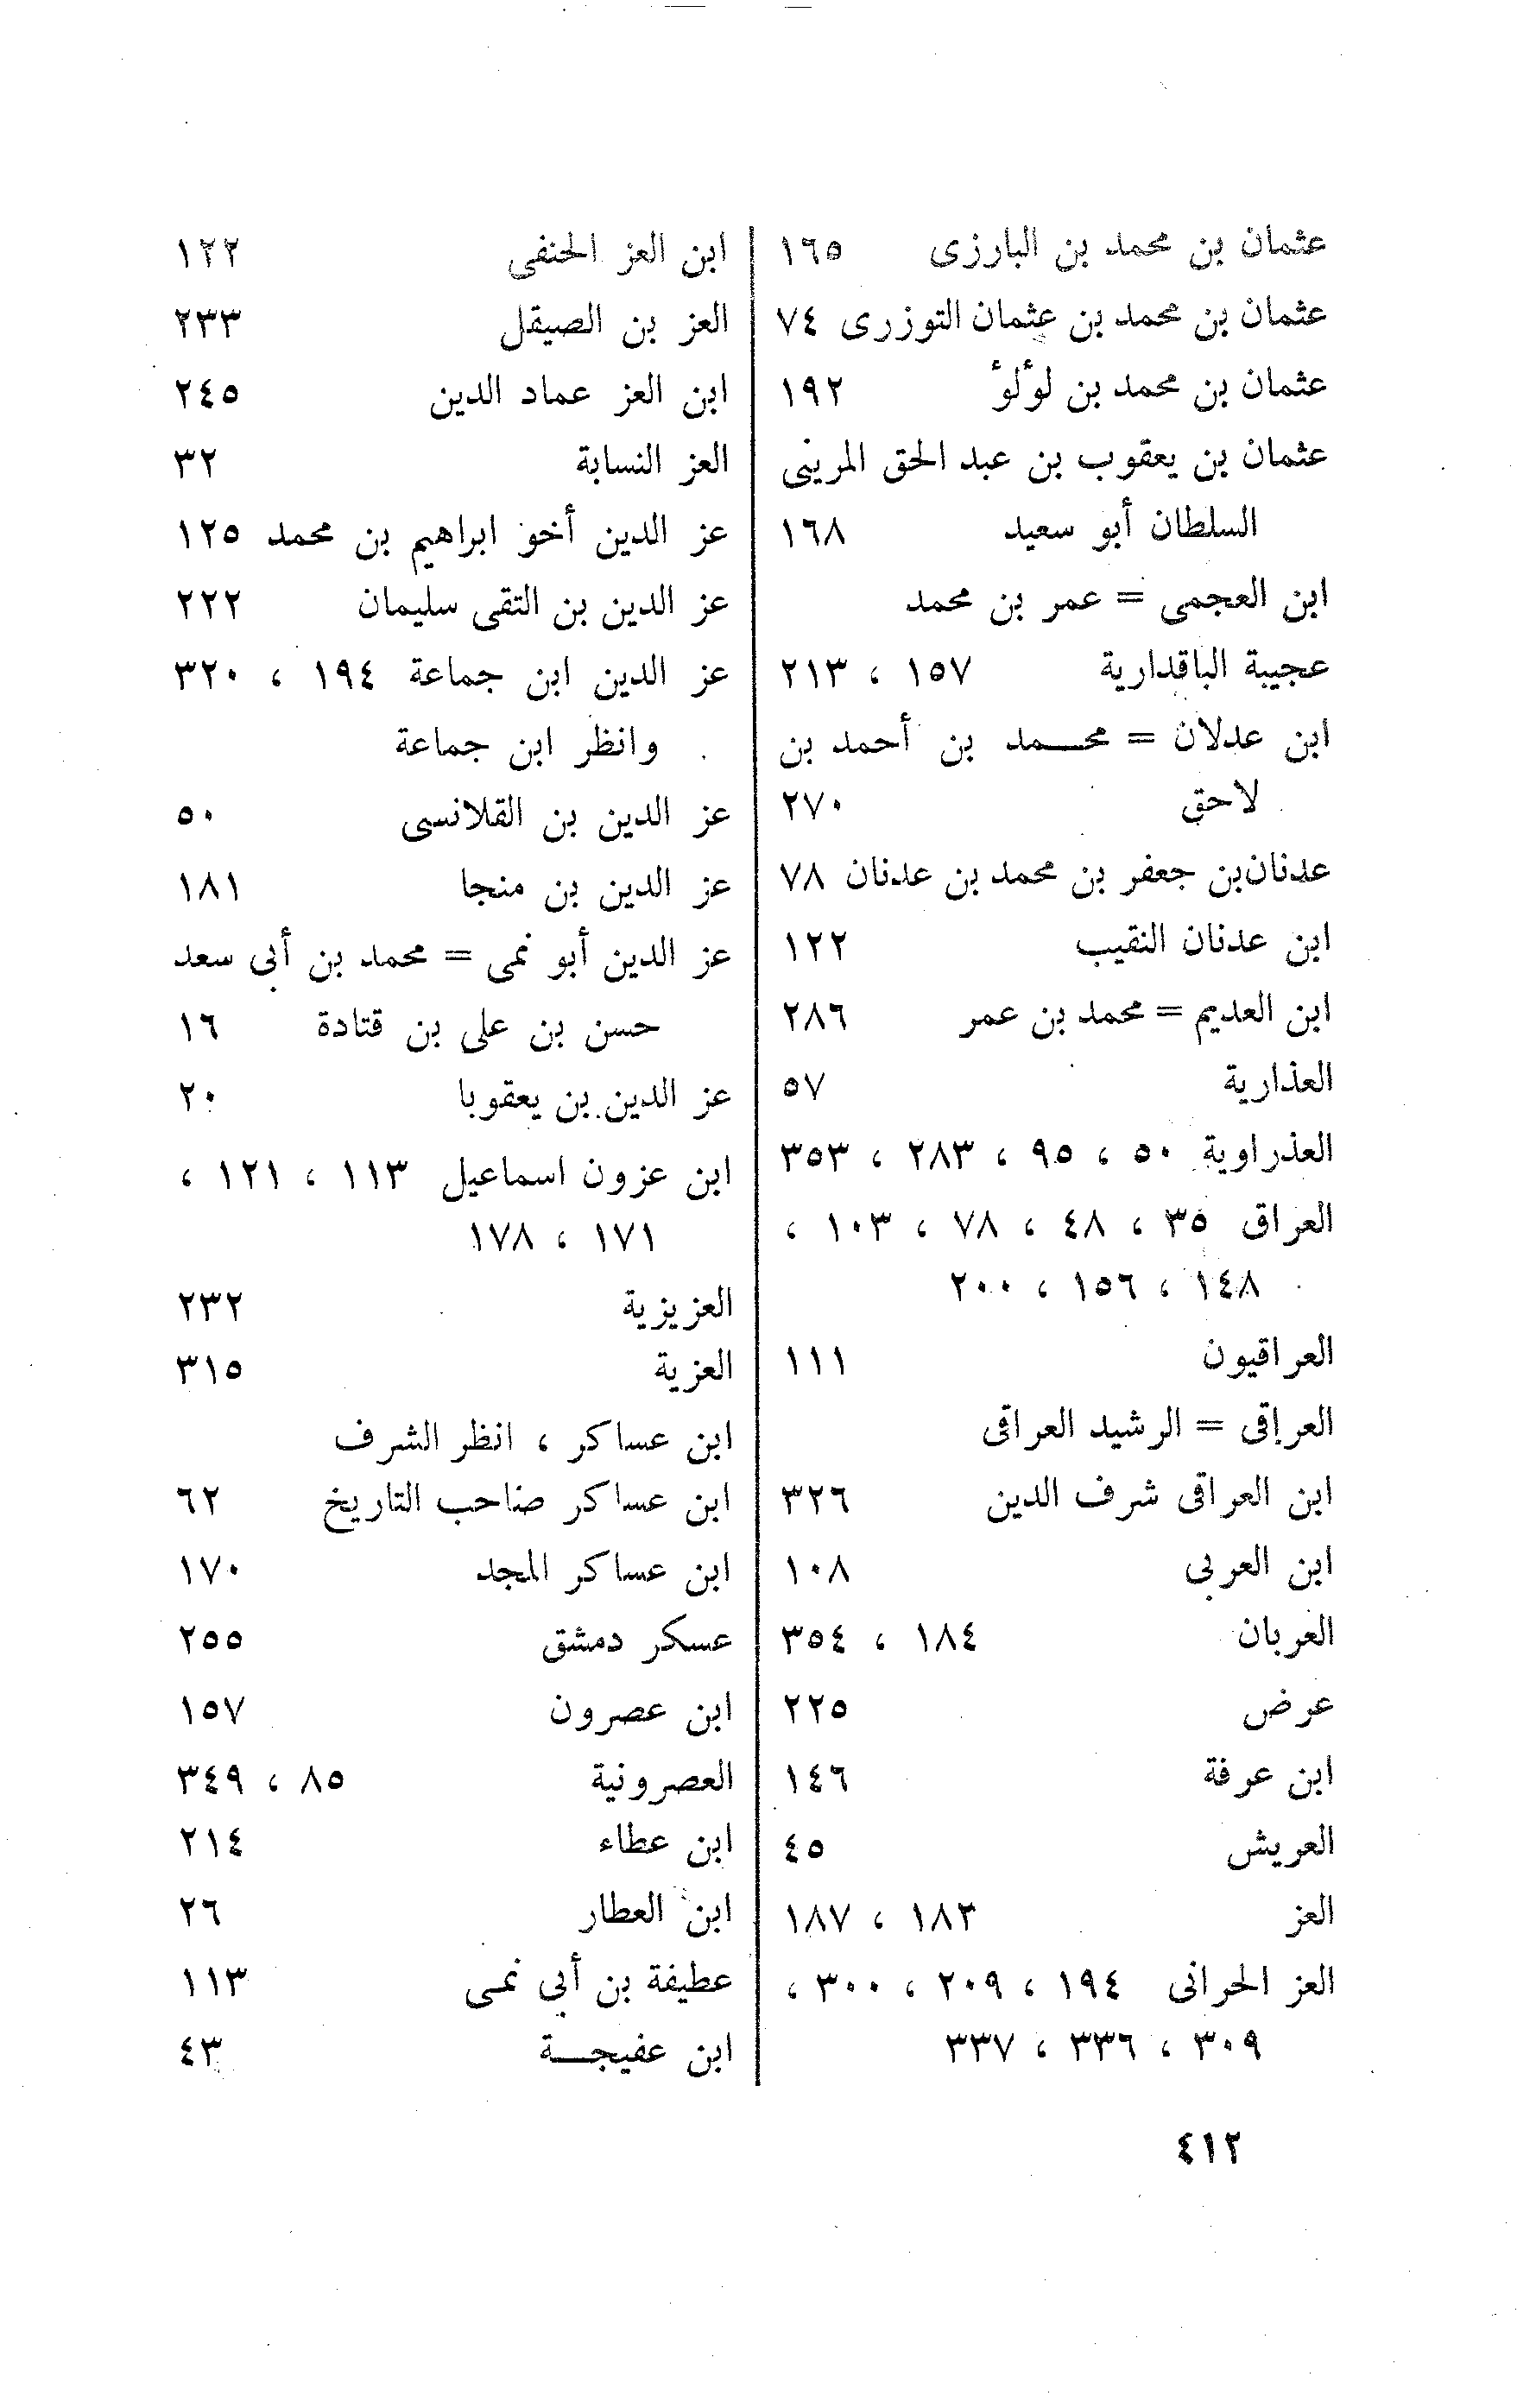 عثمان بن محمد بن البارزى ١٦٥
عثمان بن محمد بن عثمان التوزرى ٧٤
عثمان بن محمد بن لؤلؤ ١٩٢
عثمان بن يعقوب بن عبد الحق المرينى
السلطان أبو سعيد ١٦٨
ابن العجمى = عمر بن محمد
عجيبة الباقدارية ١٥٧ ، ٢١٣
ابن عدلان = محمد بن أحمد بن
لاحق ٢٧٠
عدنان بن جعفر بن محمد بن عدنان ٧٨
ابن عدنان النقيب ١٢٢
ابن العديم = محمد بن عمر ٢٨٦
العذارية ٥٧
العذراوية ٥٠ ، ٩٥ ، ٢٨٣ ، ٣٥٣
العراق ٣٥ ، ٤٨ ، ٧٨ ، ١٠٣ ،
١٤٨ ، ١٥٦ ، ٢٠٠
العراقيون ١١١
العراقى = الرشيد العراقى
ابن العراقى شرف الدين ٣٢٦
ابن العربى ١٠٨
العربان ١٨٤ ، ٣٥٤
عرض ٢٢٥
ابن عرفة ١٤٦
العريش ٤٥
العز ١٨٣ ، ١٨٧
العز الحرانى ١٩٤ ، ٢٠٩ ، ٣٠٠ ،
٣٠٩ ، ٣٣٦ ، ٣٣٧
ابن العز الحنفى ١٢٢
العز بن الصيقل ٢٣٣
ابن العز عماد الدين ٢٤٥
العز النسابة ٣٢
عز الدين أخو ابراهيم بن محمد ١٢٥
عز الدين بن التقى سليمان ٢٢٢
عز الدين ابن جماعة ١٩٤ ، ٣٢٠
وانظر ابن جماعة
عز الدين بن القلانسى ٥٠
عز الدين بن منجا ١٨١
عز الدين أبو نمى = محمد بن أبى سعد
حسن بن على بن قتادة ١٦
عز الدين بن يعقوبا ٢٠
ابن عزون اسماعيل ١١٣ ، ١٢١ ،
١٧١ ، ١٧٨
العزيزية ٢٣٢
العزية ٣١٥
ابن عساكر ، انظر الشرف
ابن عساكر صاحب التاريخ ٦٢
ابن عساكر المجد ١٧٠
عسكر دمشق ٢٥٥
ابن عصرون ١٥٧
العصرونية ٨٥ ، ٣٤٩
ابن عطاء ٢١٤
ابن العطار ٢٦
عطيفة بن أبى نمى ١١٣
ابن عفيجة ٤٣
٤١٢